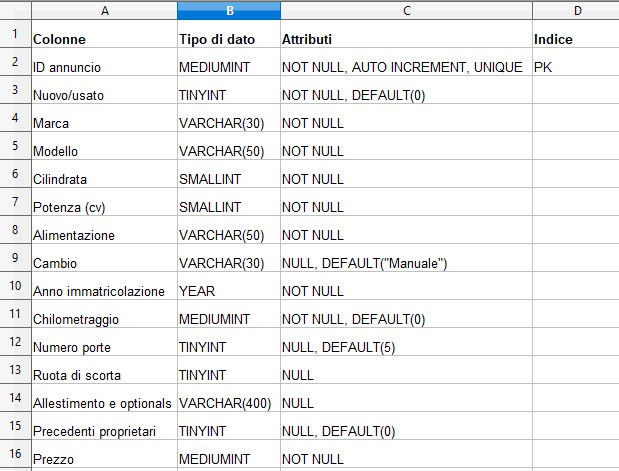 A B C D
1 Colonne Tipo di dato Attributi Indice
2 ID annuncio MEDIUMINT NOT NULL, AUTO INCREMENT, UNIQUE PK
3 Nuovo/usato TINYINT NOT NULL, DEFAULT(0)
4 Marca VARCHAR(30) NOT NULL
5 Modello VARCHAR(50) NOT NULL
6 Cilindrata SMALLINT NOT NULL
7 Potenza (cv) SMALLINT NOT NULL
8 Alimentazione VARCHAR(50) NOT NULL
9 Cambio VARCHAR(30) NULL, DEFAULT("Manuale")
10 Anno immatricolazione YEAR NOT NULL
11 Chilometraggio MEDIUMINT NOT NULL, DEFAULT(0)
12 Numero porte TINYINT NULL, DEFAULT(5)
13 Ruota di scorta TINYINT NULL
14 Allestimento e optionals VARCHAR(400) NULL
15 Precedenti proprietari TINYINT NULL, DEFAULT(0)
16 Prezzo MEDIUMINT NOT NULL